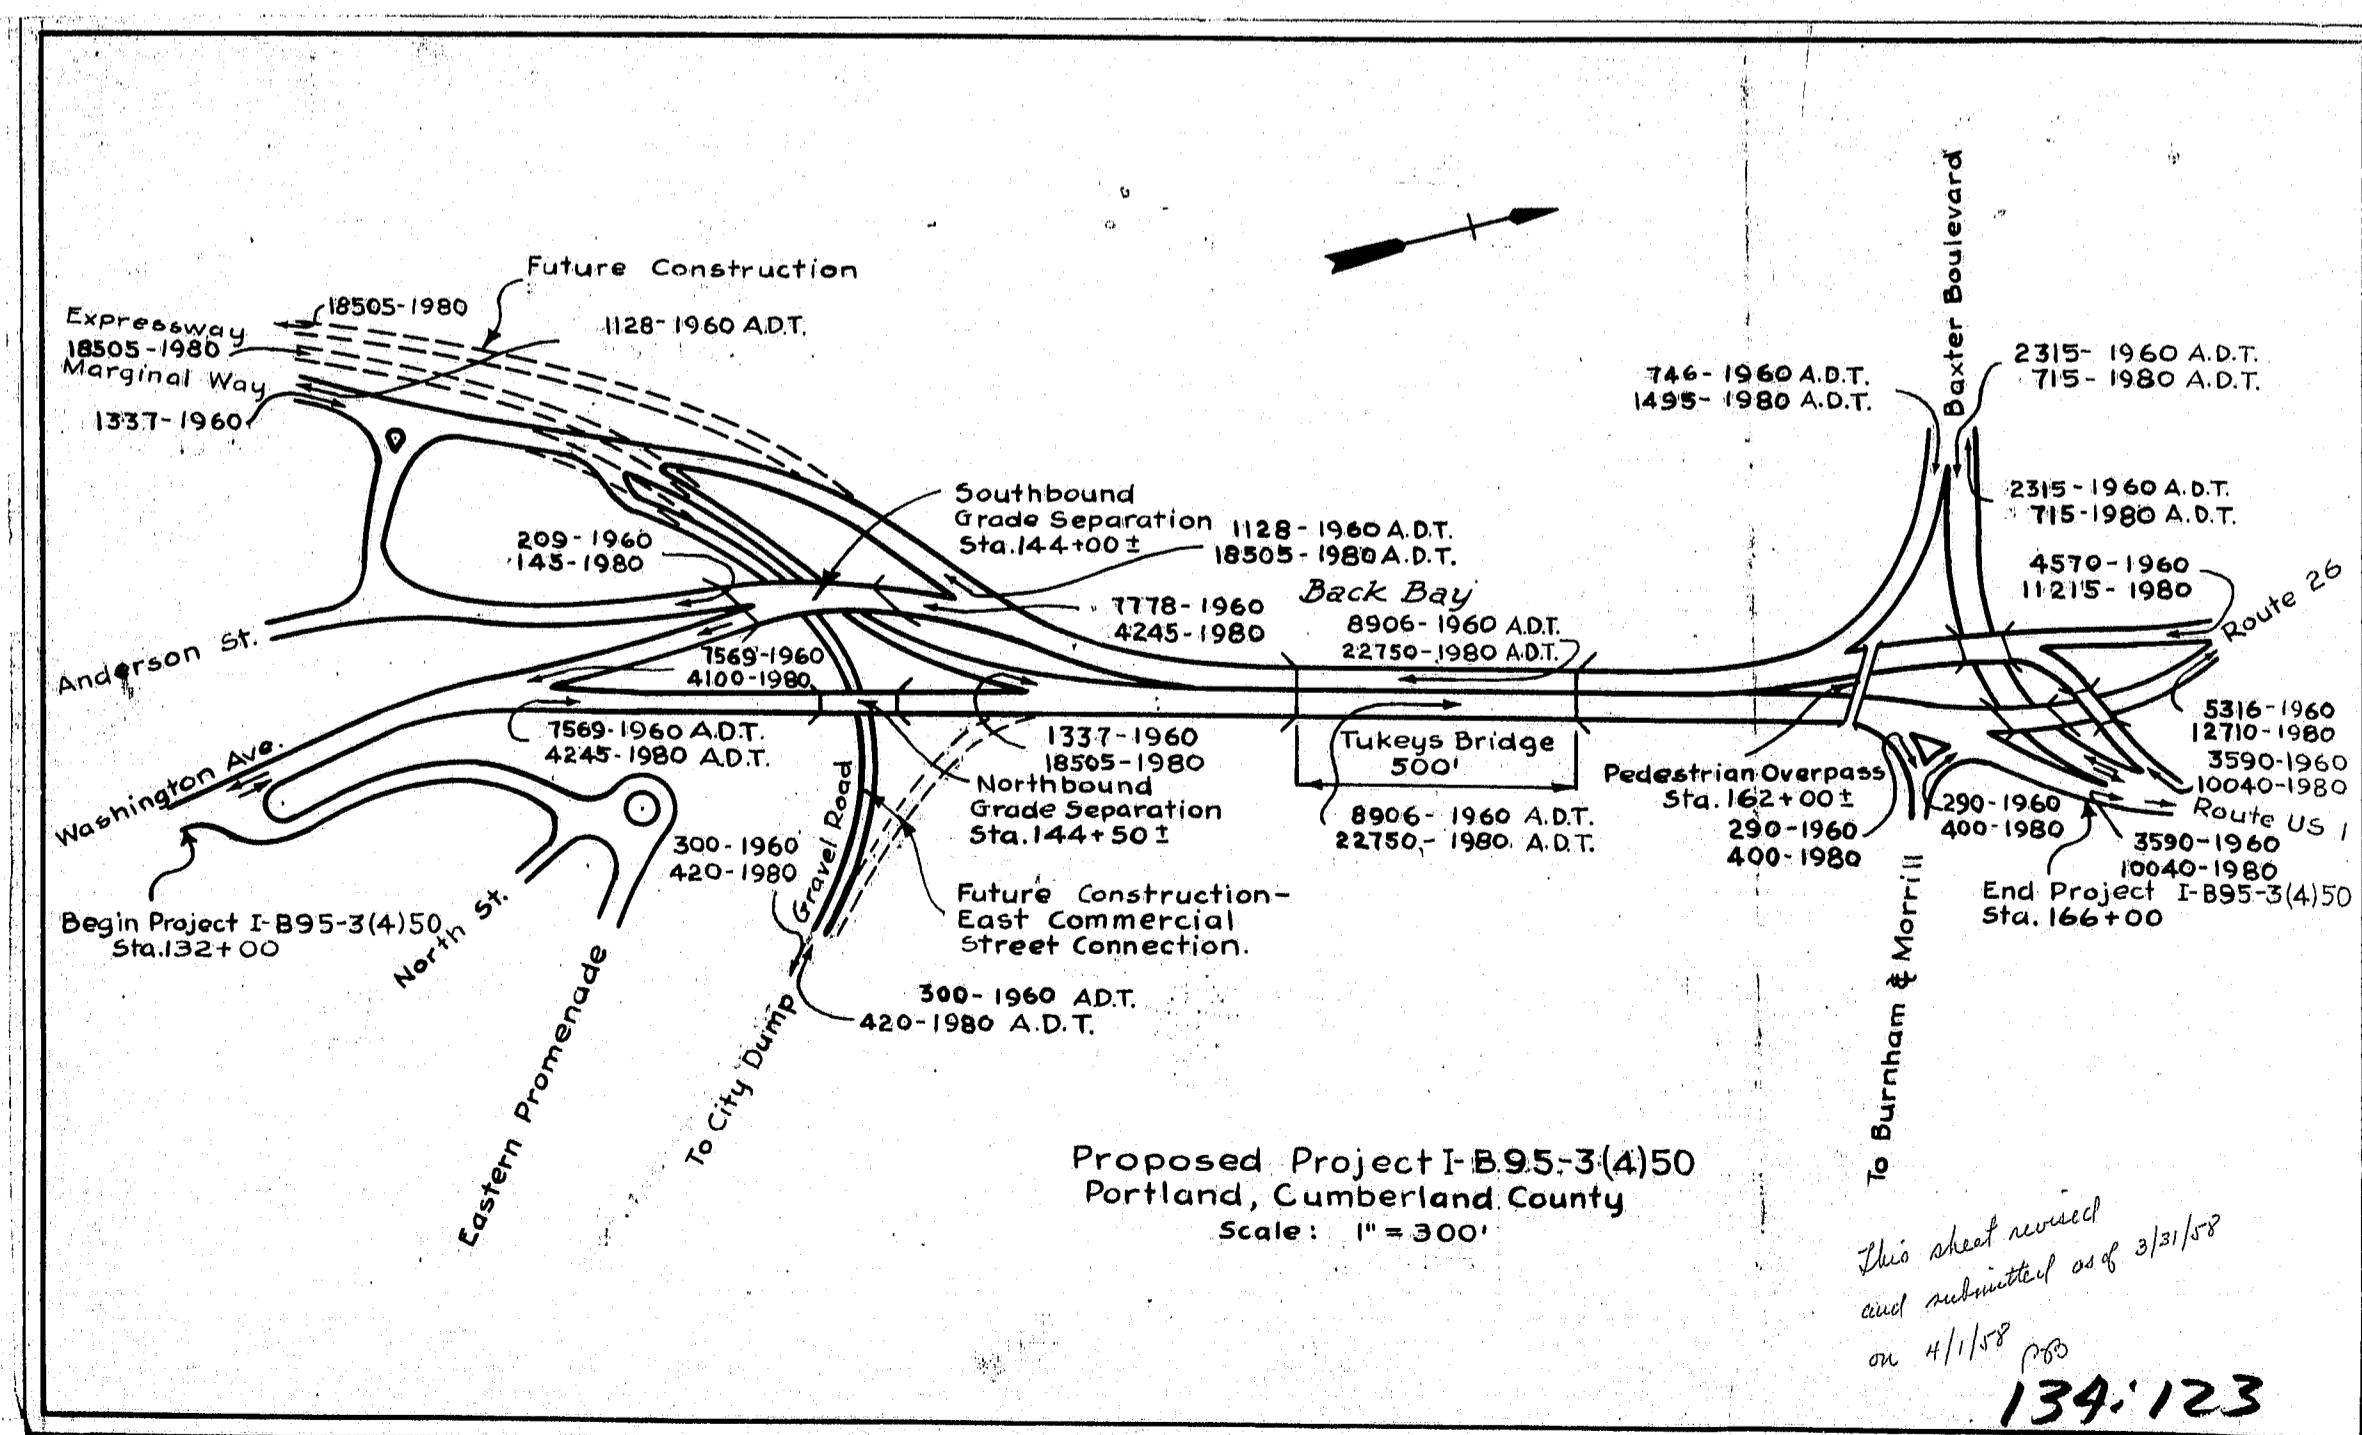 Future Construction
18505-1980
1128-1960 A.D.T.
Expressway
18505-1980
Marginal Way
1337-1960
Baxter Boulevard
746-1960 A.D.T.
1495-1980 A.D.T.
2315-1960 A.D.T.
715-1980 A.D.T.
2315-1960 A.D.T.
715-1980 A.D.T.
4570-1960
11215-1980
Route 26
Southbound
Grade Separation
Sta.144+00±
1128-1960 A.D.T.
18505-1980 A.D.T.
209-1960
145-1980
Back Bay
7778-1960
4245-1980
8906-1960 A.D.T.
22750-1980 A.D.T.
Anderson St.
7569-1960
4100-1980
7569-1960 A.D.T.
4245-1980 A.D.T.
1337-1960
18505-1980
Tukeys Bridge
500'
5316-1960
12710-1980
3590-1960
10040-1980
Route US 1
Washington Ave.
Northbound
Grade Separation
Sta.144+50±
Pedestrian Overpass
Sta.162+00±
290-1960
400-1980
290-1960
400-1980
3590-1960
10040-1980
8906-1960 A.D.T.
22750-1980 A.D.T.
300-1960
420-1980
Gravel Road
Future Construction-
East Commercial
Street Connection.
End Project I-B95-3(4)50
Sta.166+00
Begin Project I-B95-3(4)50
Sta.132+00
North St.
Eastern Promenade
To City Dump
300-1960 A.D.T.
420-1980 A.D.T.
To Burnham & Morrill
Proposed Project I-B95-3(4)50
Portland, Cumberland County
Scale: 1"=300'
This sheet revised
and submitted as of 3/31/58
on 4/1/58
134:123